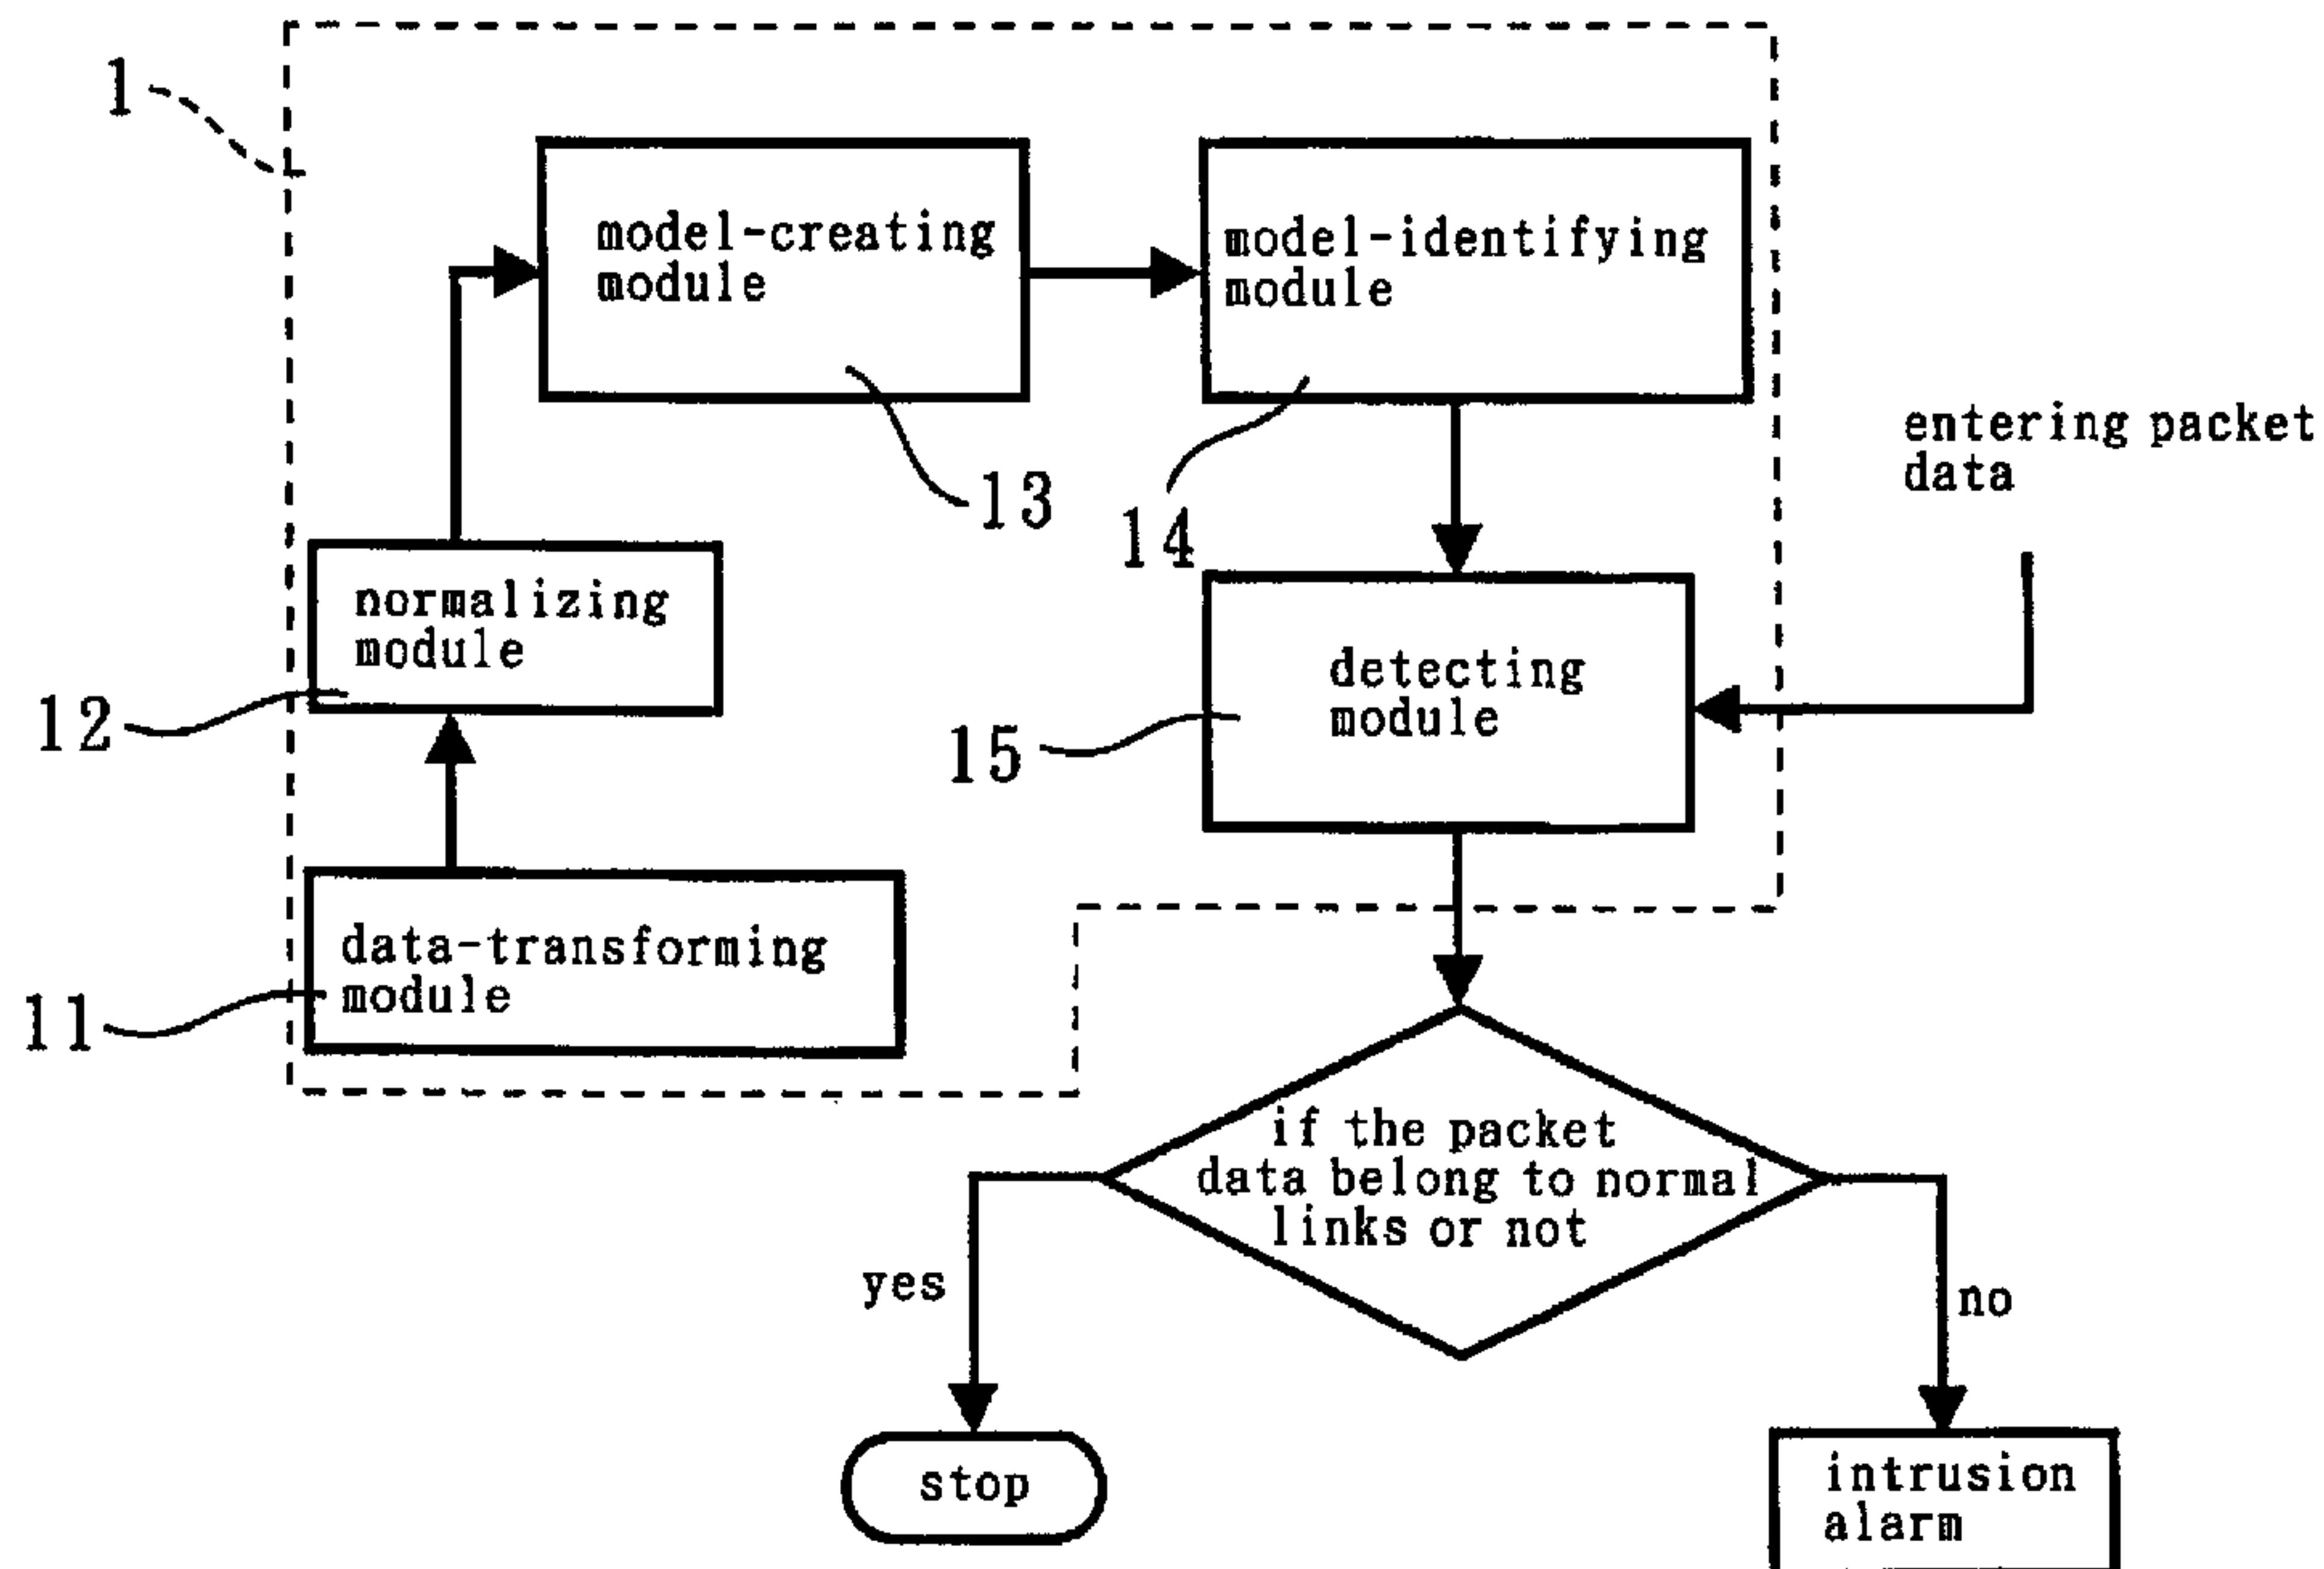 1
model-creating
module
model-identifying
module
entering packet
data
13
14
normalizing
module
detecting
module
12
15
data-transforming
module
11
if the packet
data belong to normal
links or not
yes
no
stop
intrusion
alarm